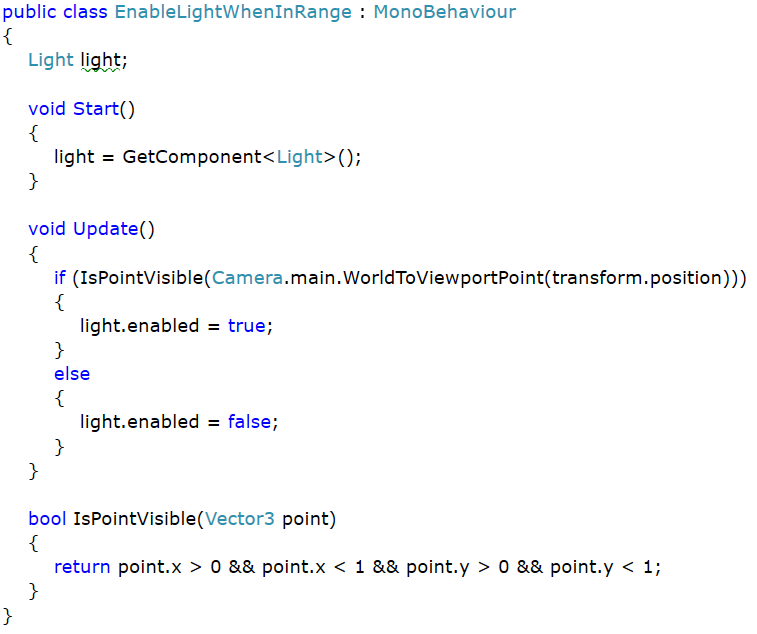 public class EnableLightWhenInRange : MonoBehaviour
{
    Light light;

    void Start()
    {
        light = GetComponent<Light>();
    }

    void Update()
    {
        if (IsPointVisible(Camera.main.WorldToViewportPoint(transform.position)))
        {
            light.enabled = true;
        }
        else
        {
            light.enabled = false;
        }
    }

    bool IsPointVisible(Vector3 point)
    {
        return point.x > 0 && point.x < 1 && point.y > 0 && point.y < 1;
    }
}